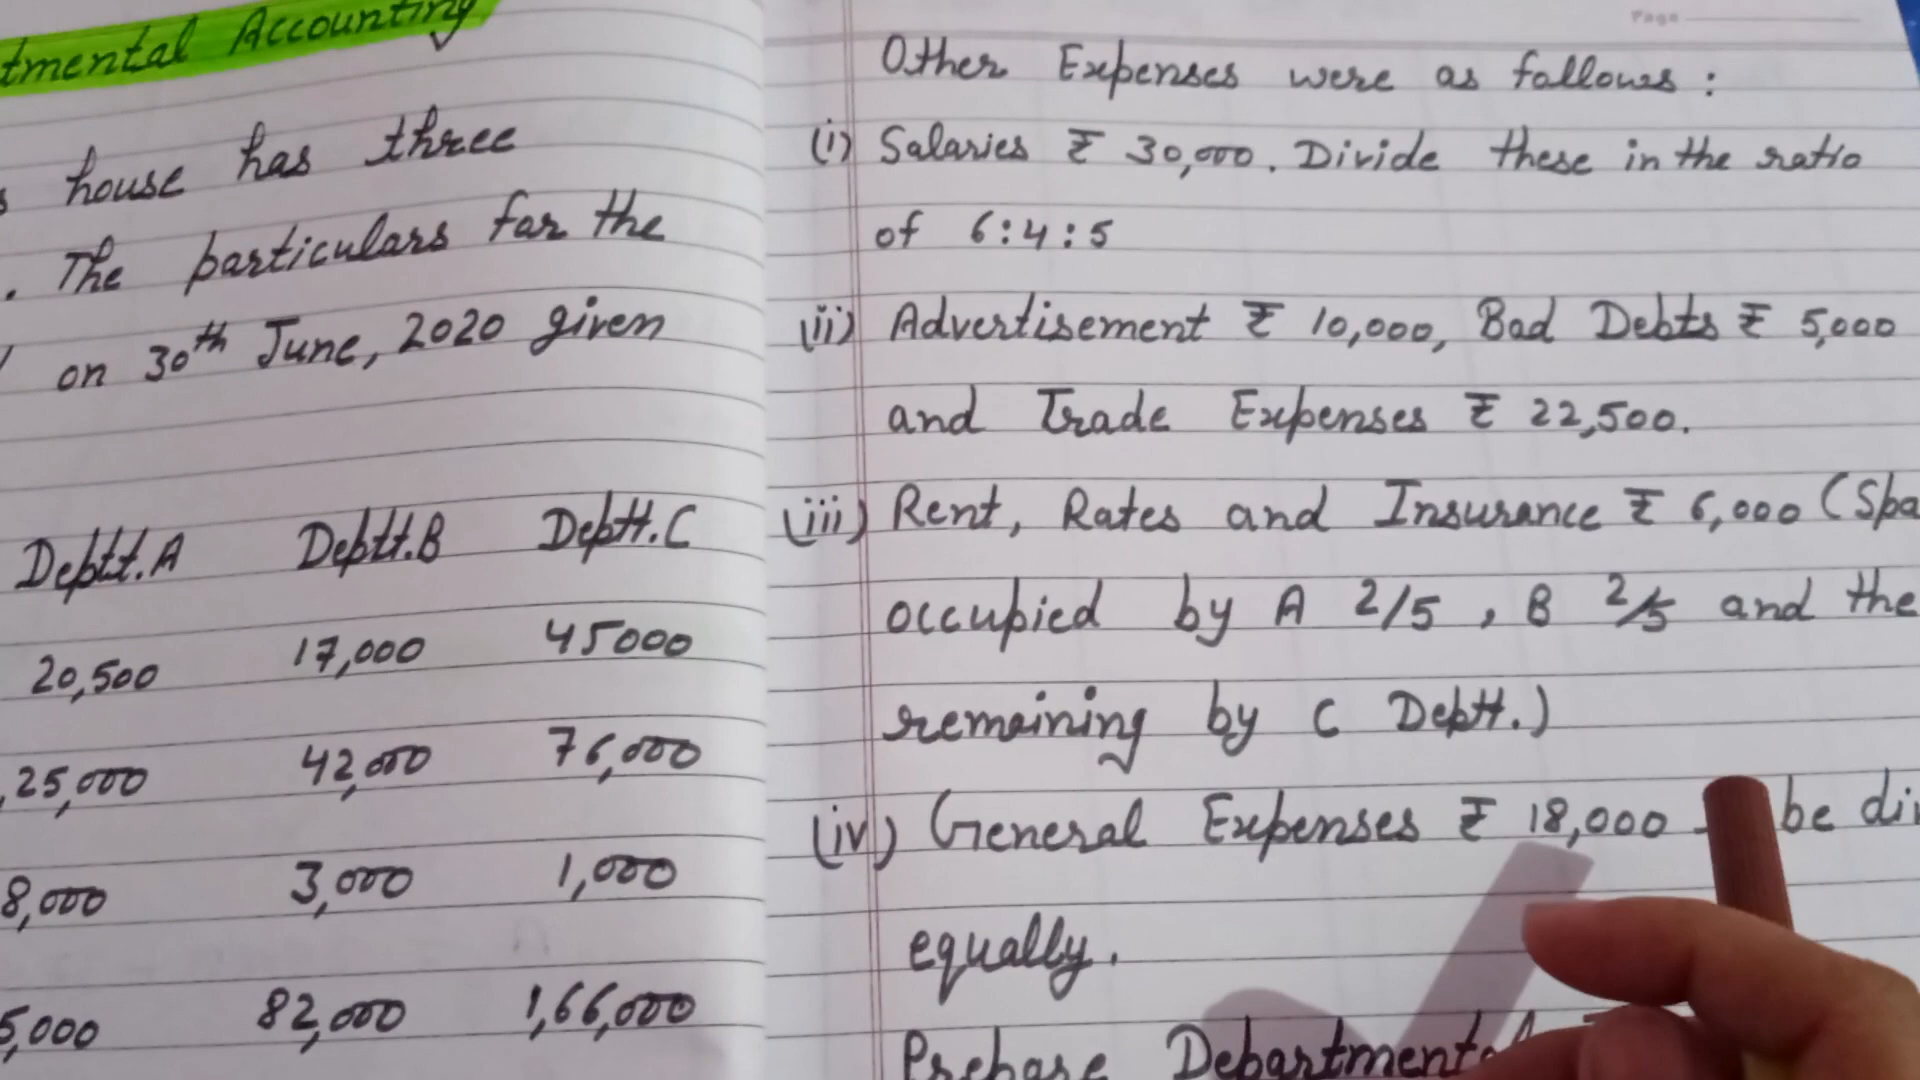 tmental Accounting
house has three
. The particulars for the
on 30th June, 2020 given
Deptt.A Deptt.B Deptt.C
20,500 17,000 45000
,25,000 42,000 76,000
8,000 3,000 1,000
5,000 82,000 1,66,000
Page
Other Expenses were as follows :
(i) Salaries ₹ 30,000. Divide these in the ratio
of 6:4:5
(ii) Advertisement ₹ 10,000, Bad Debts ₹ 5,000
and Trade Expenses ₹ 22,500.
(iii) Rent, Rates and Insurance ₹ 6,000 (Spa
occupied by A 2/5, B 2/5 and the
remaining by C Deptt.)
(iv) General Expenses ₹ 18,000 be di
equally.
Prepare Departmental